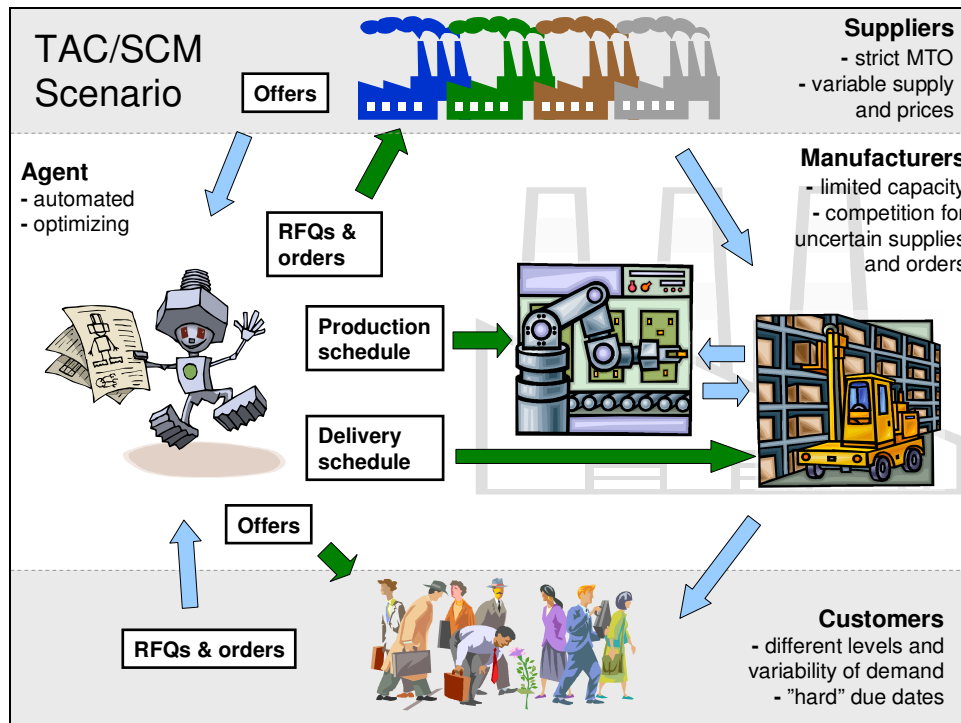 TAC/SCM
Scenario
Offers
Suppliers
- strict MTO
- variable supply
and prices
Agent
- automated
- optimizing
RFQs &
orders
Manufacturers
- limited capacity
- competition for
uncertain supplies
and orders
Production
schedule
Delivery
schedule
Offers
RFQs & orders
Customers
- different levels and
variability of demand
- ”hard” due dates